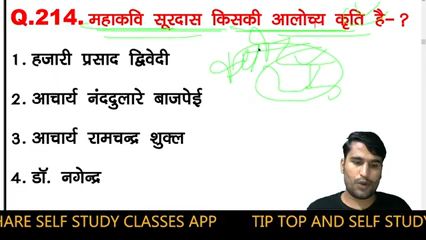 Q.214. महाकवि सूरदास किसकी आलोच्य कृति है-?
1. हजारी प्रसाद द्विवेदी
2. आचार्य नंददुलारे बाजपेई
3. आचार्य रामचन्द्र शुक्ल
4. डॉ. नगेन्द्र
HARE SELF STUDY CLASSES APP TIP TOP AND SELF STUDY